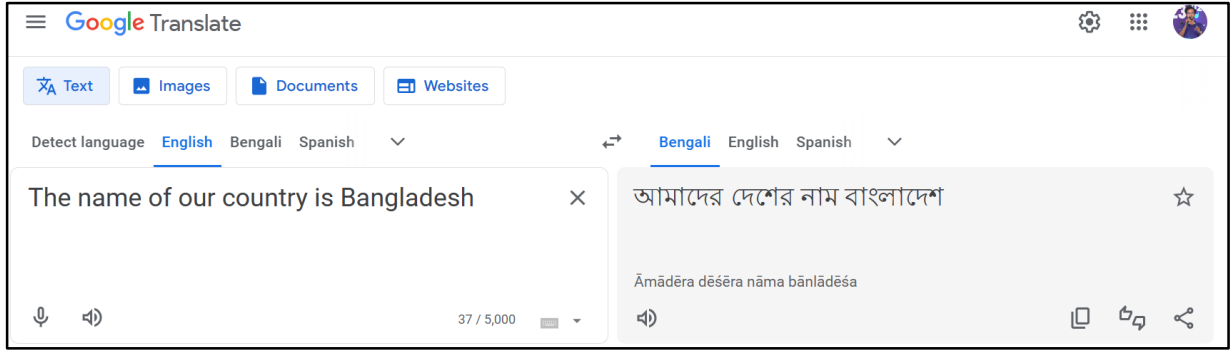 Google Translate
Text Images Documents Websites
Detect language English Bengali Spanish Bengali English Spanish
The name of our country is Bangladesh
আমাদের দেশের নাম বাংলাদেশ
Āmādēra dēśēra nāma bānlādēśa
37 / 5,000